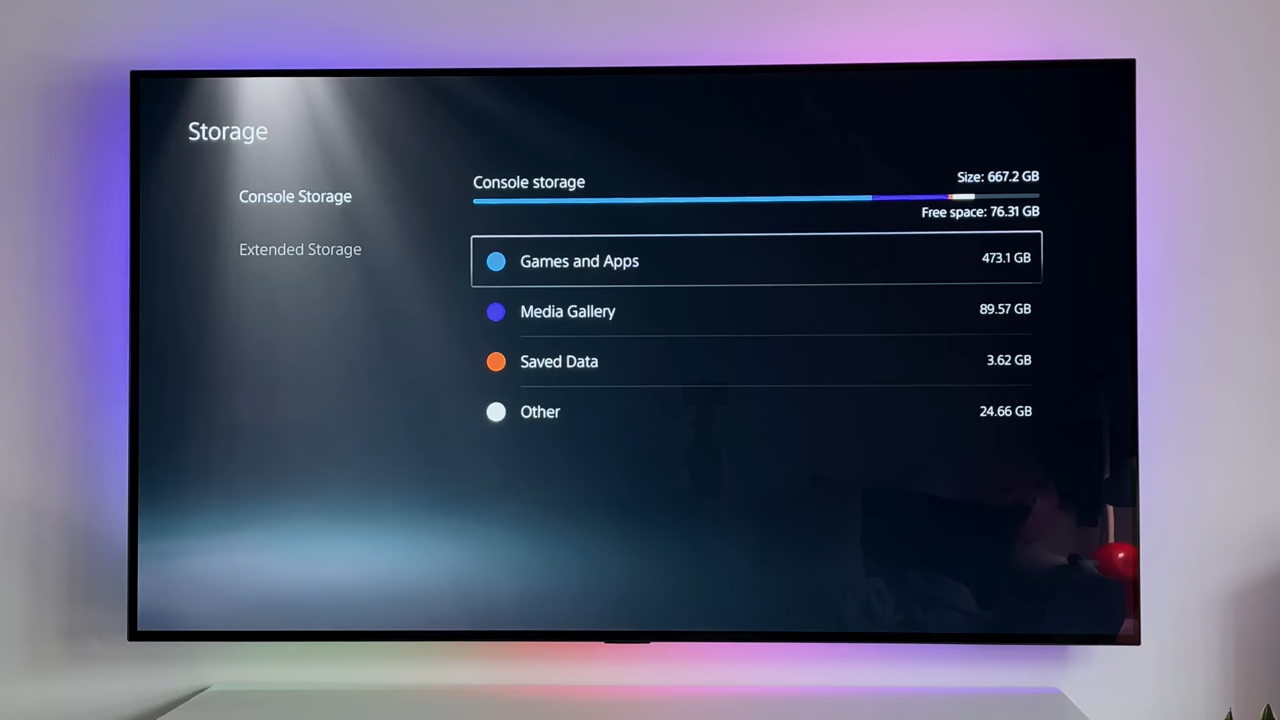 Storage
Console Storage
Extended Storage
Console storage
Size: 667.2 GB
Free space: 76.31 GB
Games and Apps 473.1 GB
Media Gallery 89.57 GB
Saved Data 3.62 GB
Other 24.66 GB